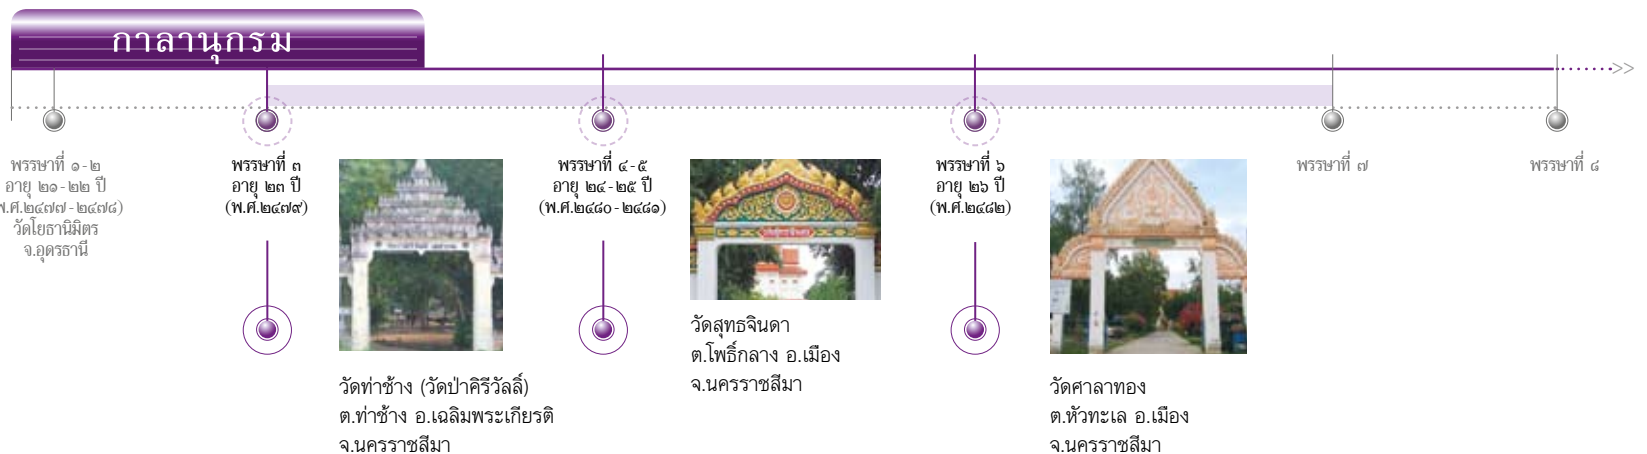 กาลานุกรม
พรรษาที่ ๑-๒
อายุ ๒๑-๒๒ ปี
พ.ศ.๒๔๗๗-๒๔๗๘)
วัดโยธานิมิตร
จ.อุดรธานี
พรรษาที่ ๓
อายุ ๒๓ ปี
(พ.ศ.๒๔๗๙)
วัดท่าช้าง (วัดป่าคิรีวัลลิ์)
ต.ท่าช้าง อ.เฉลิมพระเกียรติ
จ.นครราชสีมา
พรรษาที่ ๔-๕
อายุ ๒๔-๒๕ ปี
(พ.ศ.๒๔๘๐-๒๔๘๑)
วัดสุทธจินดา
ต.โพธิ์กลาง อ.เมือง
จ.นครราชสีมา
พรรษาที่ ๖
อายุ ๒๖ ปี
(พ.ศ.๒๔๘๒)
วัดศาลาทอง
ต.หัวทะเล อ.เมือง
จ.นครราชสีมา
พรรษาที่ ๗
พรรษาที่ ๘